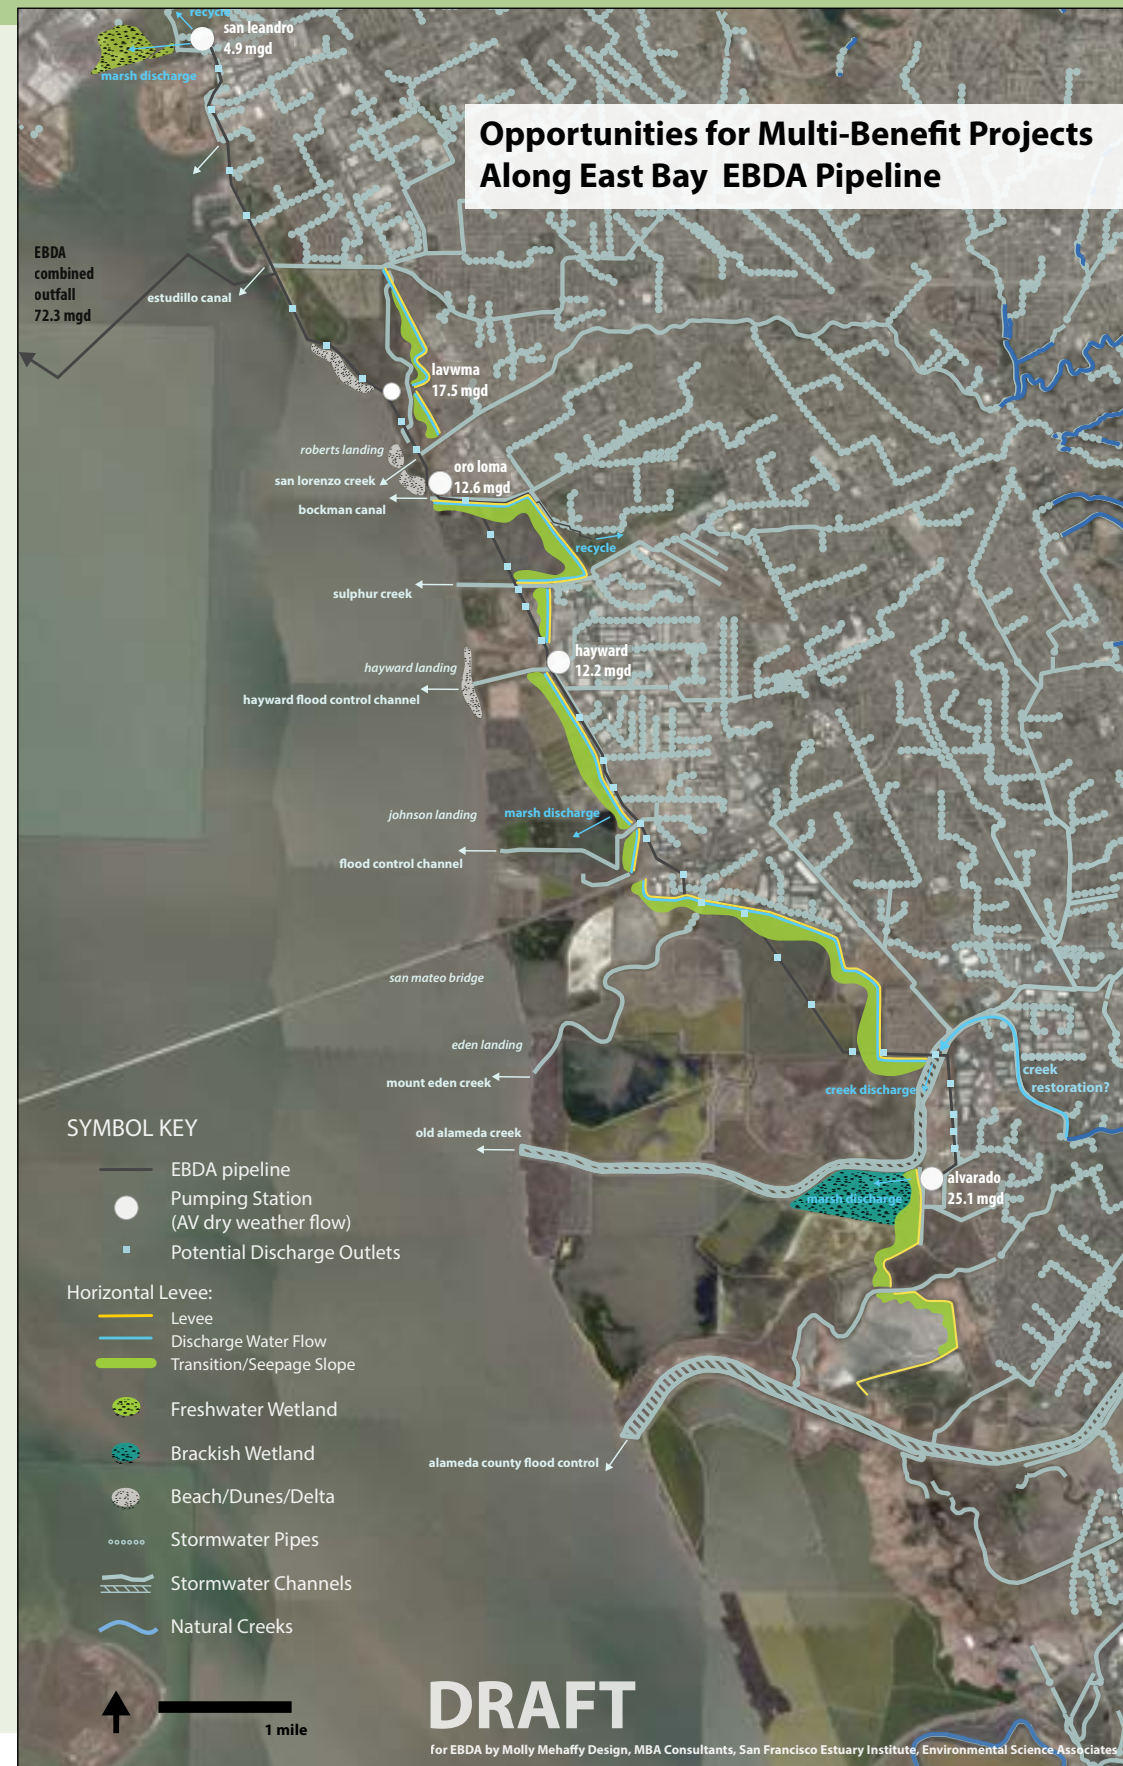 recycle
san leandro
4.9 mgd
marsh discharge
Opportunities for Multi-Benefit Projects
Along East Bay EBDA Pipeline
EBDA
combined
outfall
72.3 mgd
estudillo canal
lavwma
17.5 mgd
roberts landing
oro loma
12.6 mgd
san lorenzo creek
bockman canal
recycle
sulphur creek
hayward
12.2 mgd
hayward landing
hayward flood control channel
johnson landing
marsh discharge
flood control channel
san mateo bridge
eden landing
mount eden creek
creek discharge
creek
restoration?
old alameda creek
alvarado
25.1 mgd
marsh discharge
alameda county flood control
SYMBOL KEY
EBDA pipeline
Pumping Station
(AV dry weather flow)
Potential Discharge Outlets
Horizontal Levee:
Levee
Discharge Water Flow
Transition/Seepage Slope
Freshwater Wetland
Brackish Wetland
Beach/Dunes/Delta
Stormwater Pipes
Stormwater Channels
Natural Creeks
1 mile
DRAFT
for EBDA by Molly Mehaffy Design, MBA Consultants, San Francisco Estuary Institute, Environmental Science Associates